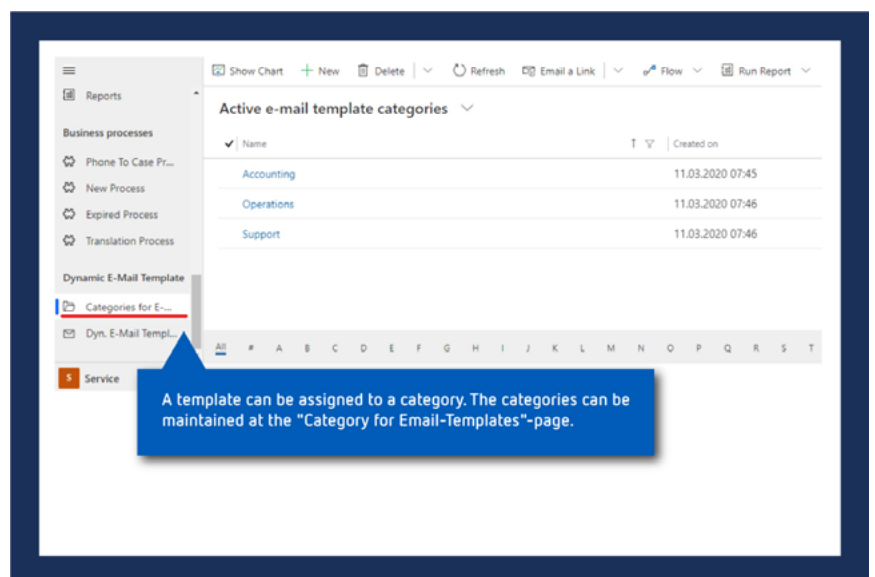 Show Chart New Delete Refresh Email a Link Flow Run Report
Reports
Active e-mail template categories
Business processes
Name Created on
Phone To Case Pr...
Accounting 11.03.2020 07:45
New Process
Operations 11.03.2020 07:46
Expired Process
Support 11.03.2020 07:46
Translation Process
Dynamic E-Mail Template
Categories for E-...
Dyn. E-Mail Templ...
All # A B C D E F G H I J K L M N O P Q R S T
S Service
A template can be assigned to a category. The categories can be
maintained at the "Category for Email-Templates"-page.